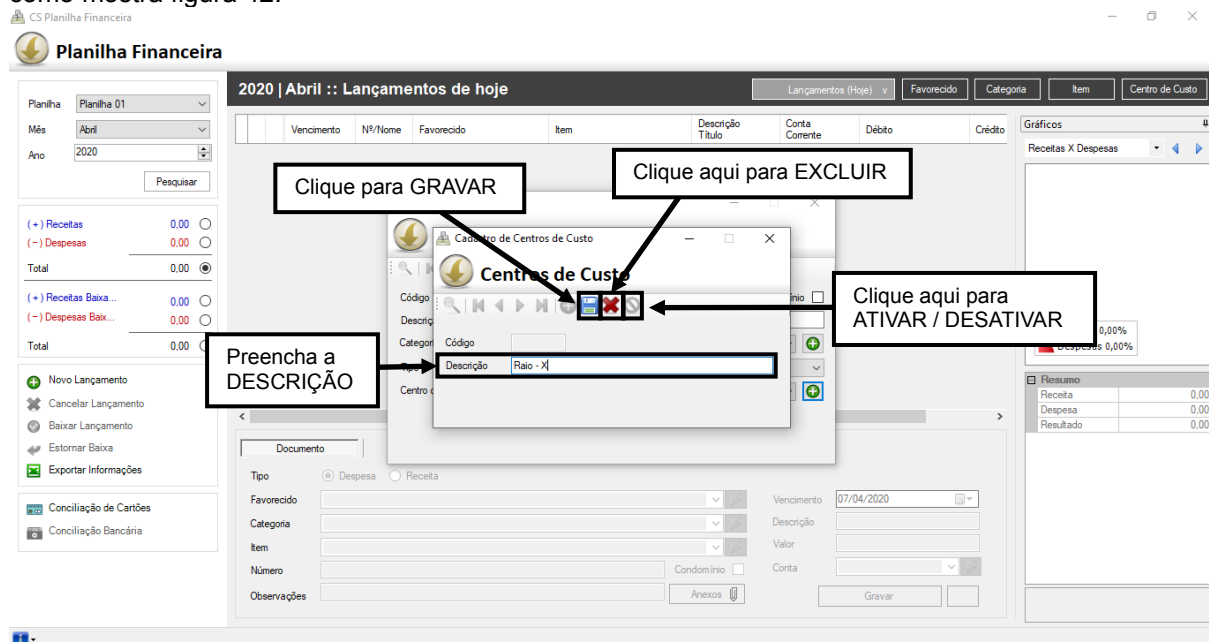 como mostra figura 42.
CS Planilha Financeira
Planilha Financeira
Planilha Planilha 01
Mês Abril
Ano 2020
Pesquisar
( + ) Receitas 0,00
( − ) Despesas 0,00
Total 0,00
( + ) Receitas Baixa... 0,00
( − ) Despesas Baix... 0,00
Total 0,00
Novo Lançamento
Cancelar Lançamento
Baixar Lançamento
Estornar Baixa
Exportar Informações
Conciliação de Cartões
Conciliação Bancária
2020 | Abril :: Lançamentos de hoje
Lançamentos (Hoje) v Favorecido Categoria Item Centro de Custo
Vencimento Nº/Nome Favorecido Item Descrição Título Conta Corrente Débito Crédito
Clique para GRAVAR
Clique aqui para EXCLUIR
Cadastro de Centros de Custo
Centros de Custo
Código
Descrição Raio - X
Clique aqui para
ATIVAR / DESATIVAR
Preencha a
DESCRIÇÃO
Código
Centro
Gráficos
Receitas X Despesas
0,00%
Despesas 0,00%
Resumo
Receita 0,00
Despesa 0,00
Resultado 0,00
Documento
Tipo Despesa Receita
Favorecido Vencimento 07/04/2020
Categoria Descrição
Item Valor
Número Condomínio Conta
Observações Anexos Gravar